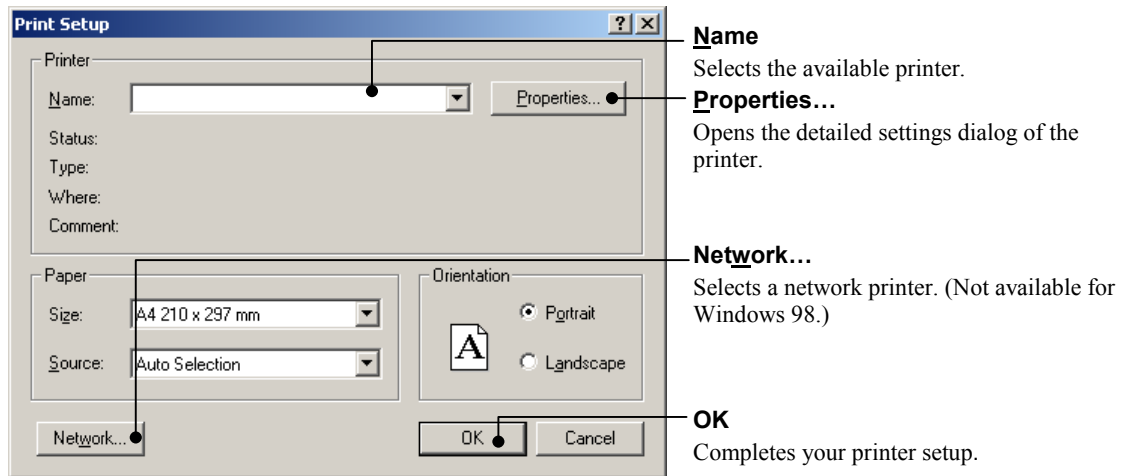 Print Setup
Printer
Name:
Properties...
Status:
Type:
Where:
Comment:
Paper
Size:
A4 210 x 297 mm
Source:
Auto Selection
Orientation
A
Portrait
Landscape
Network...
OK
Cancel
Name
Selects the available printer.
Properties…
Opens the detailed settings dialog of the
printer.
Network…
Selects a network printer. (Not available for
Windows 98.)
OK
Completes your printer setup.